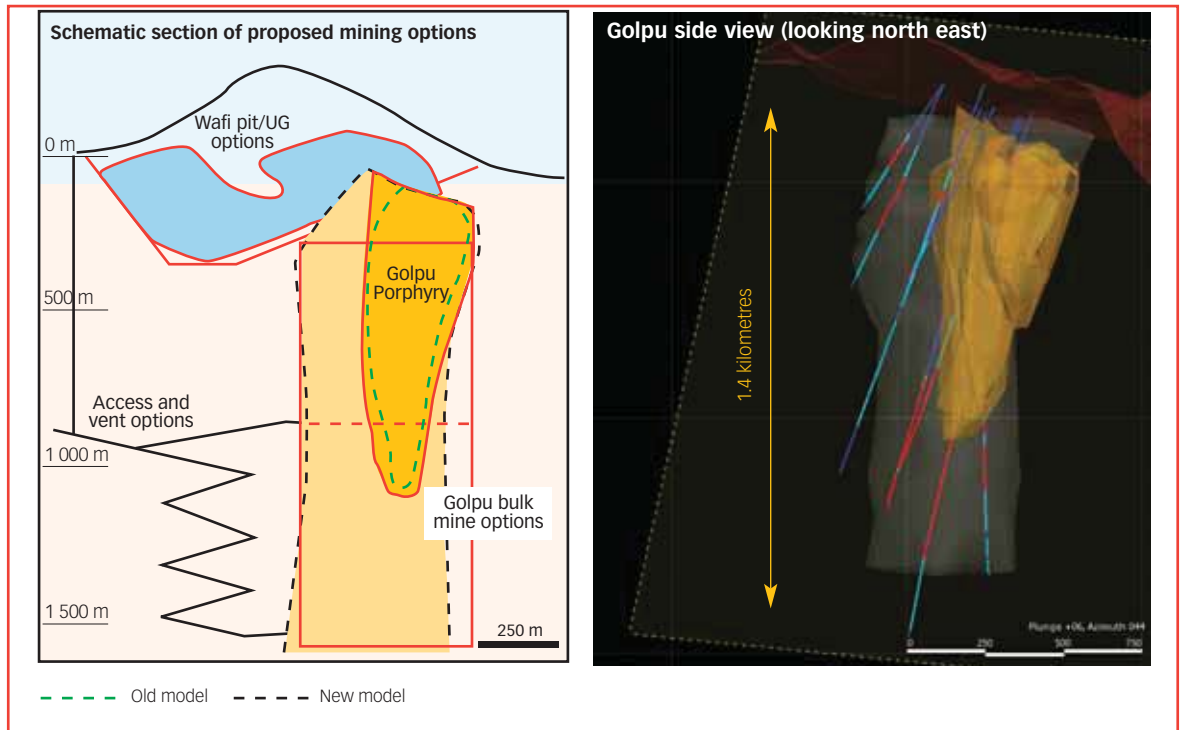 Schematic section of proposed mining options
Wafi pit/UG
options
0 m
Golpu
Porphyry
500 m
Access and
vent options
1 000 m
Golpu bulk
mine options
1 500 m
250 m
Golpu side view (looking north east)
1.4 kilometres
Plunge +06, Azimuth 044
0 250 500 750
Old model
New model